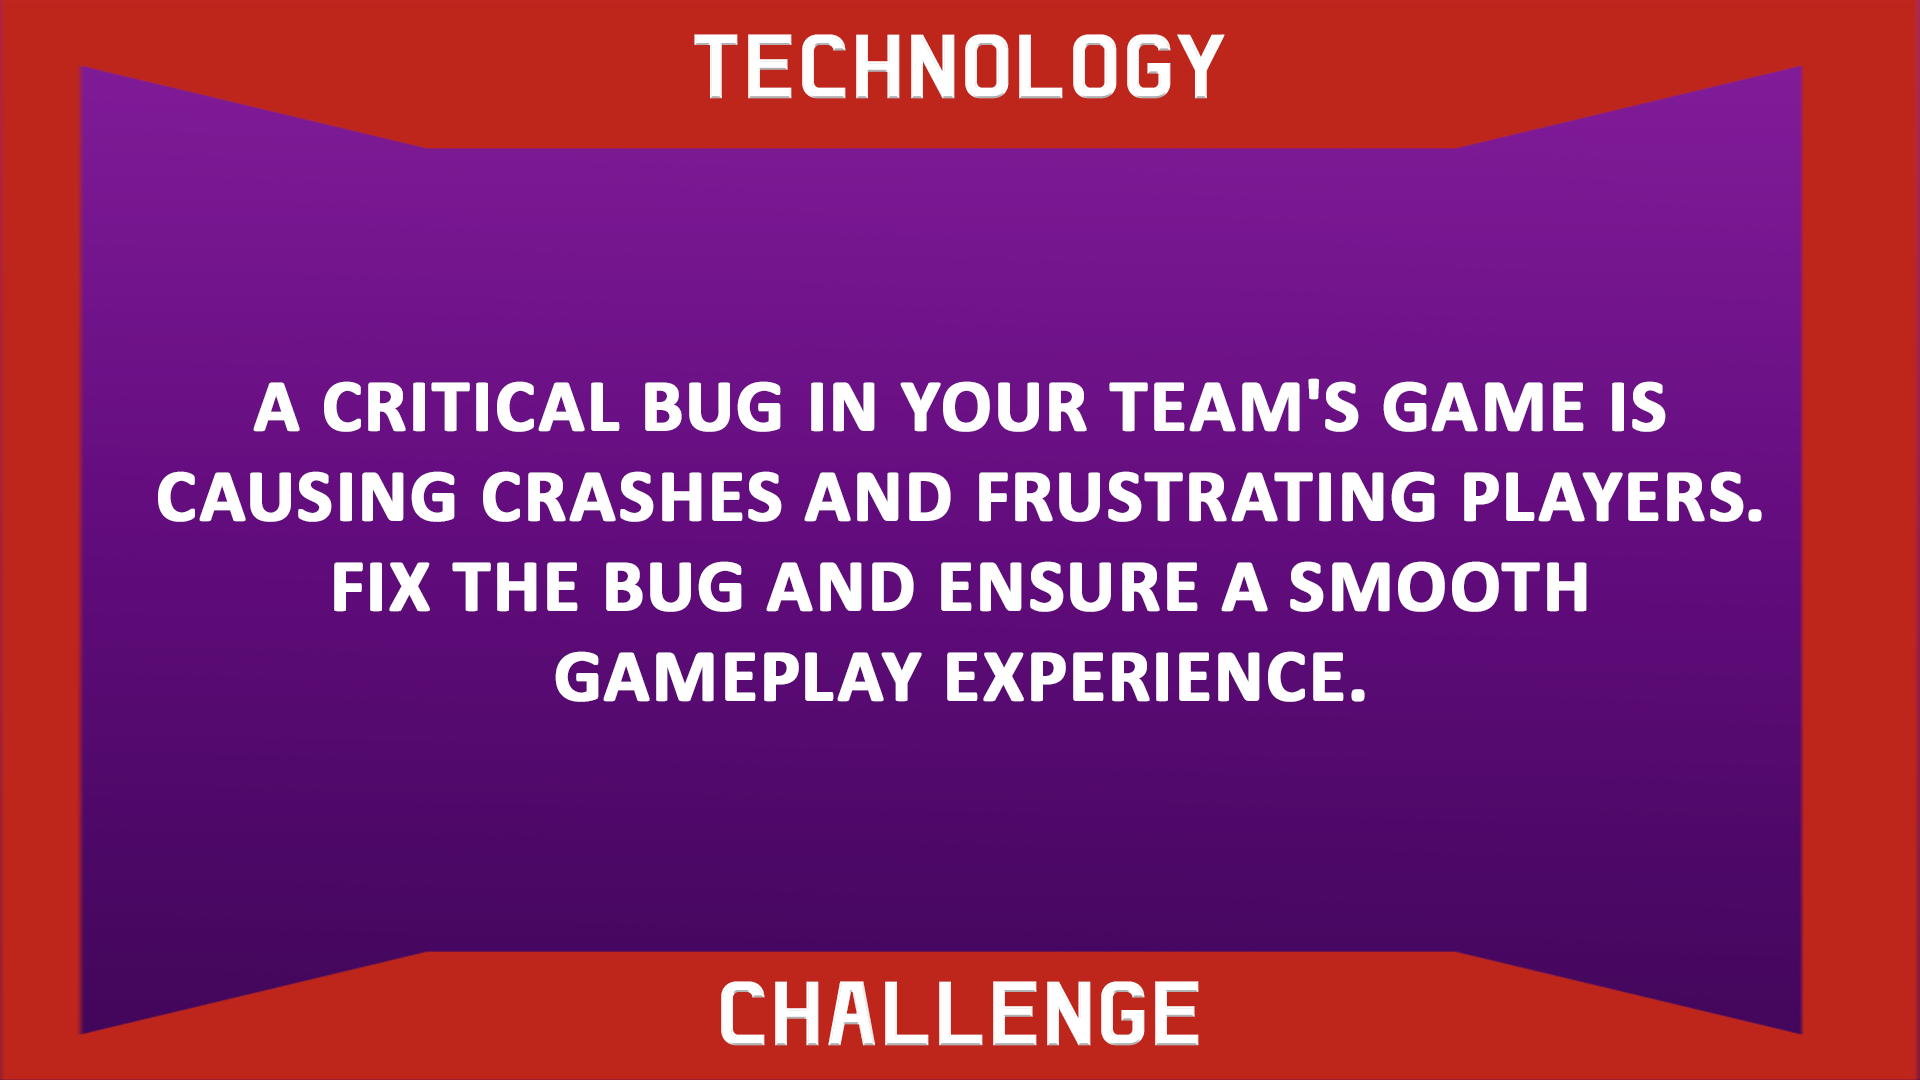 TECHNOLOGY
A CRITICAL BUG IN YOUR TEAM'S GAME IS
CAUSING CRASHES AND FRUSTRATING PLAYERS.
FIX THE BUG AND ENSURE A SMOOTH
GAMEPLAY EXPERIENCE.
CHALLENGE